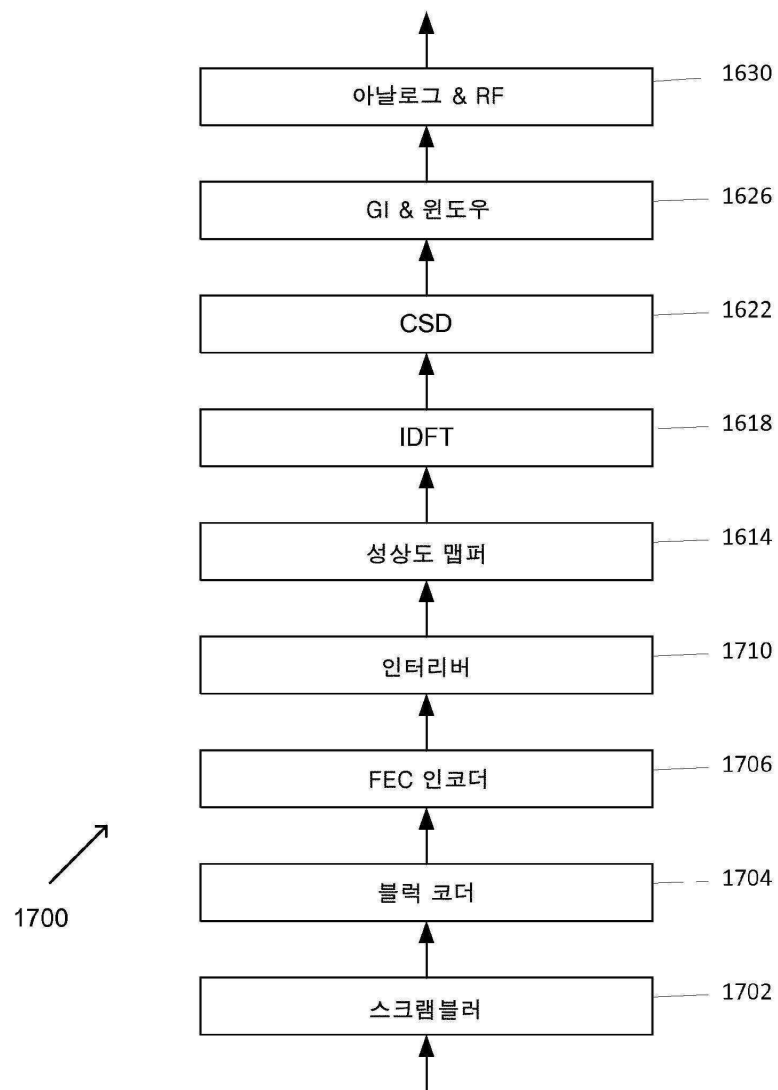 아날로그 & RF
1630
GI & 윈도우
1626
CSD
1622
IDFT
1618
성상도 맵퍼
1614
인터리버
1710
FEC 인코더
1706
블럭 코더
1704
1700
스크램블러
1702